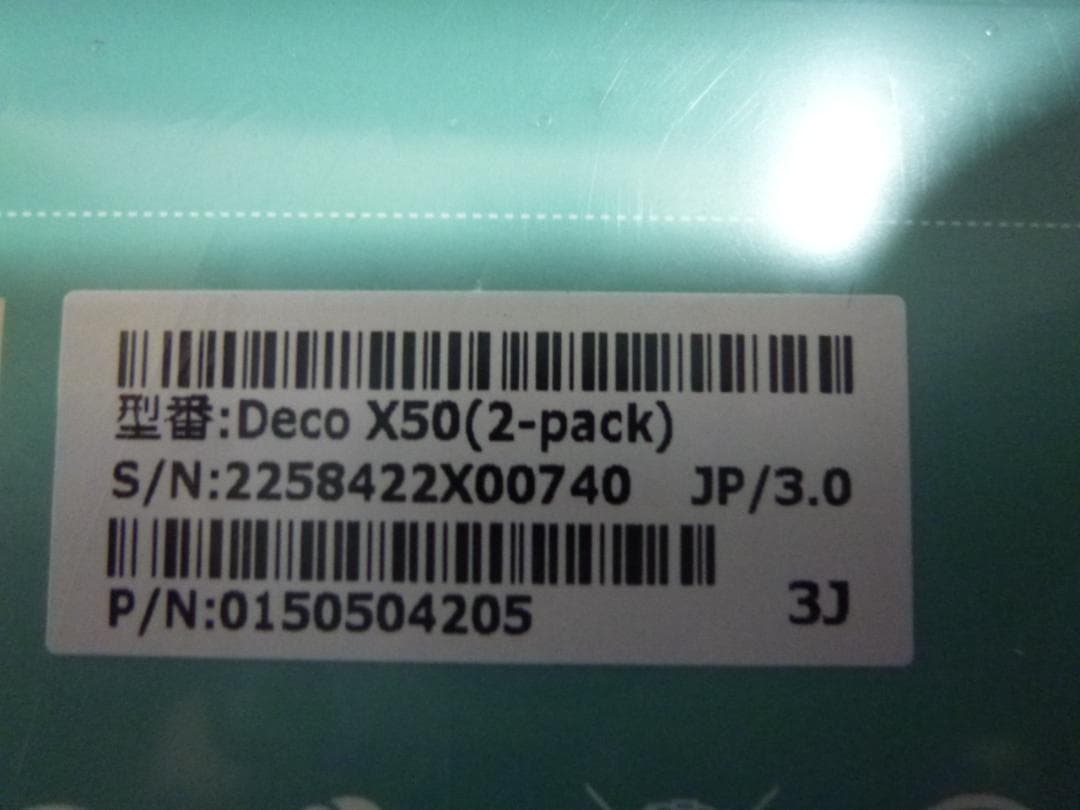 型番:Deco X50(2-pack)
S/N:2258422X00740 JP/3.0
P/N:0150504205 3J